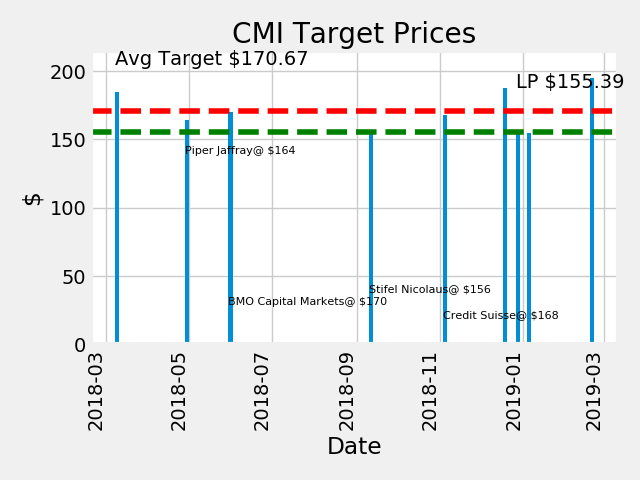 CMI Target Prices
Avg Target $170.67
LP $155.39
Piper Jaffray@ $164
Stifel Nicolaus@ $156
BMO Capital Markets@ $170
Credit Suisse@ $168
$
200
150
100
50
0
2018-03
2018-05
2018-07
2018-09
2018-11
2019-01
2019-03
Date